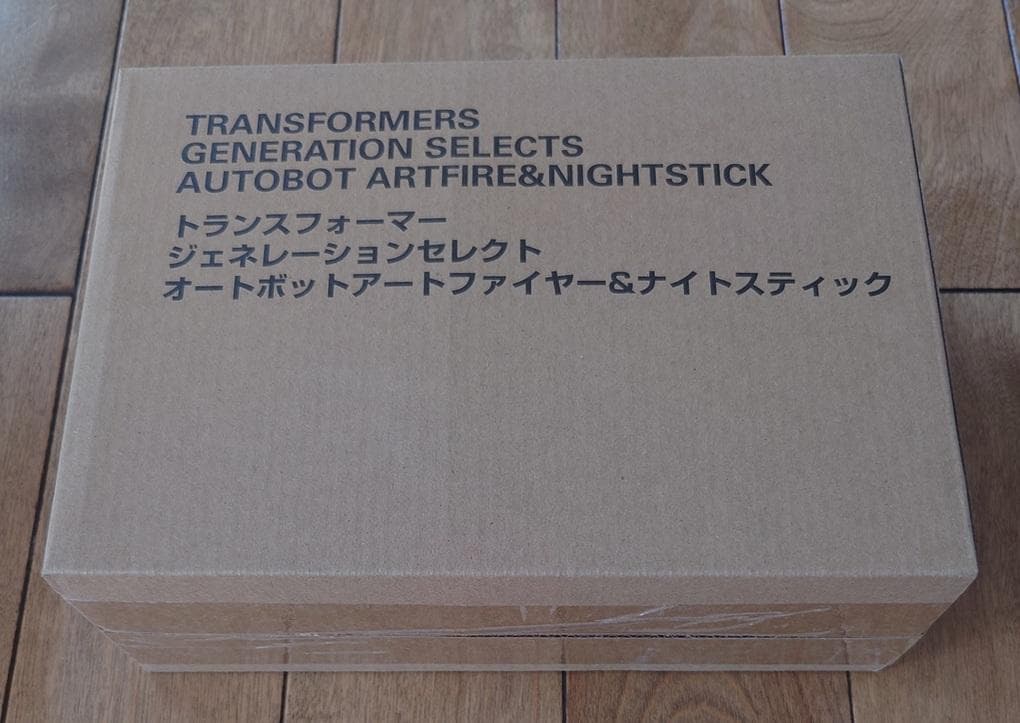 TRANSFORMERS
GENERATION SELECTS
AUTOBOT ARTFIRE&NIGHTSTICK
トランスフォーマー
ジェネレーションセレクト
オートボットアートファイヤー&ナイトスティック